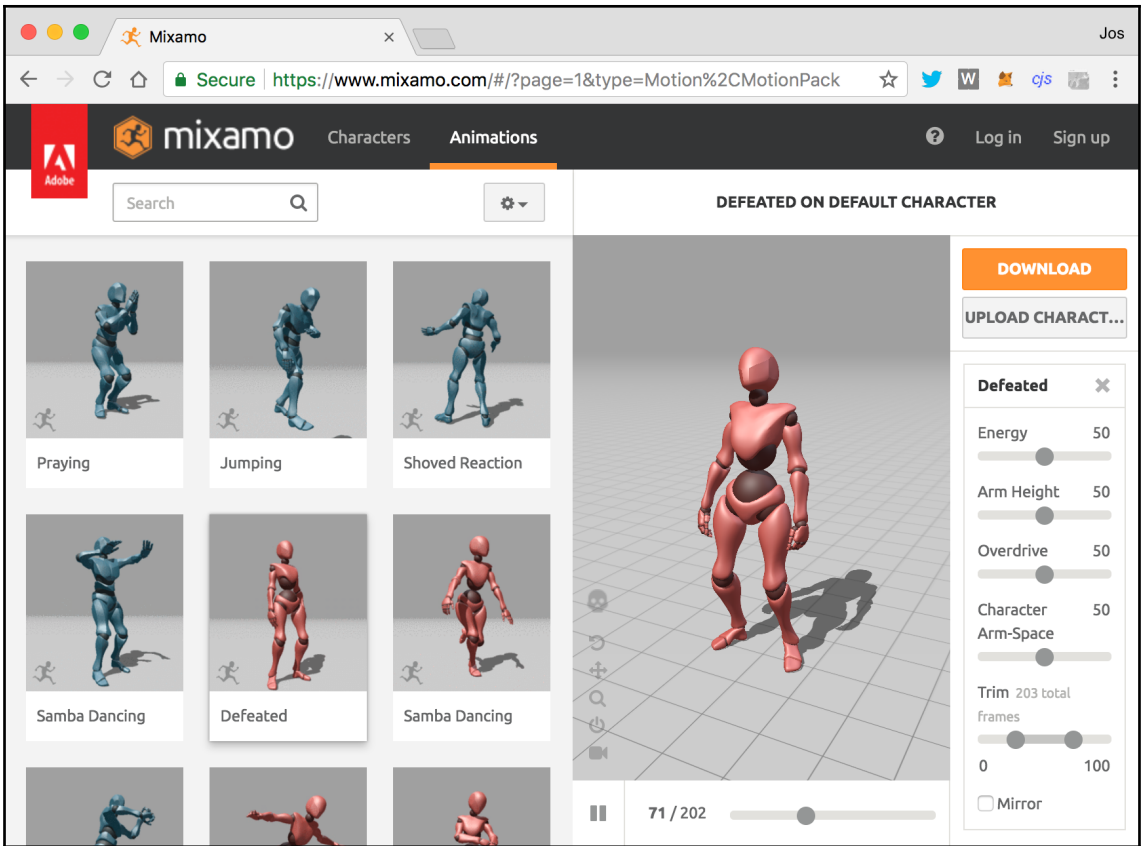 Mixamo
Jos
Secure https://www.mixamo.com/#/?page=1&type=Motion%2CMotionPack
W
cjs
Adobe
mixamo
Characters
Animations
?
Log in
Sign up
Search
DEFEATED ON DEFAULT CHARACTER
Praying
Jumping
Shoved Reaction
Samba Dancing
Defeated
Samba Dancing
71 / 202
DOWNLOAD
UPLOAD CHARACT...
Defeated
Energy 50
Arm Height 50
Overdrive 50
Character 50
Arm-Space
Trim 203 total
frames
0 100
Mirror